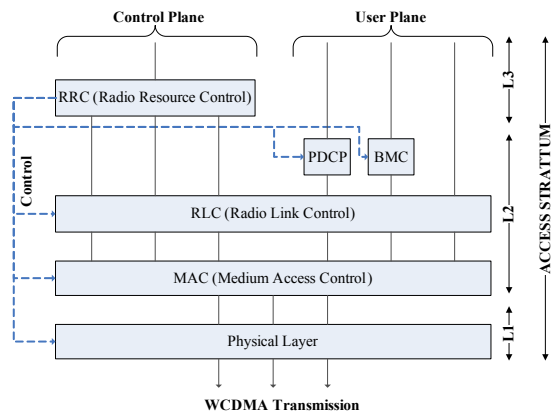 Control Plane
User Plane
RRC (Radio Resource Control)
L3
PDCP
BMC
Control
RLC (Radio Link Control)
L2
ACCESS STRATTUM
MAC (Medium Access Control)
Physical Layer
L1
WCDMA Transmission